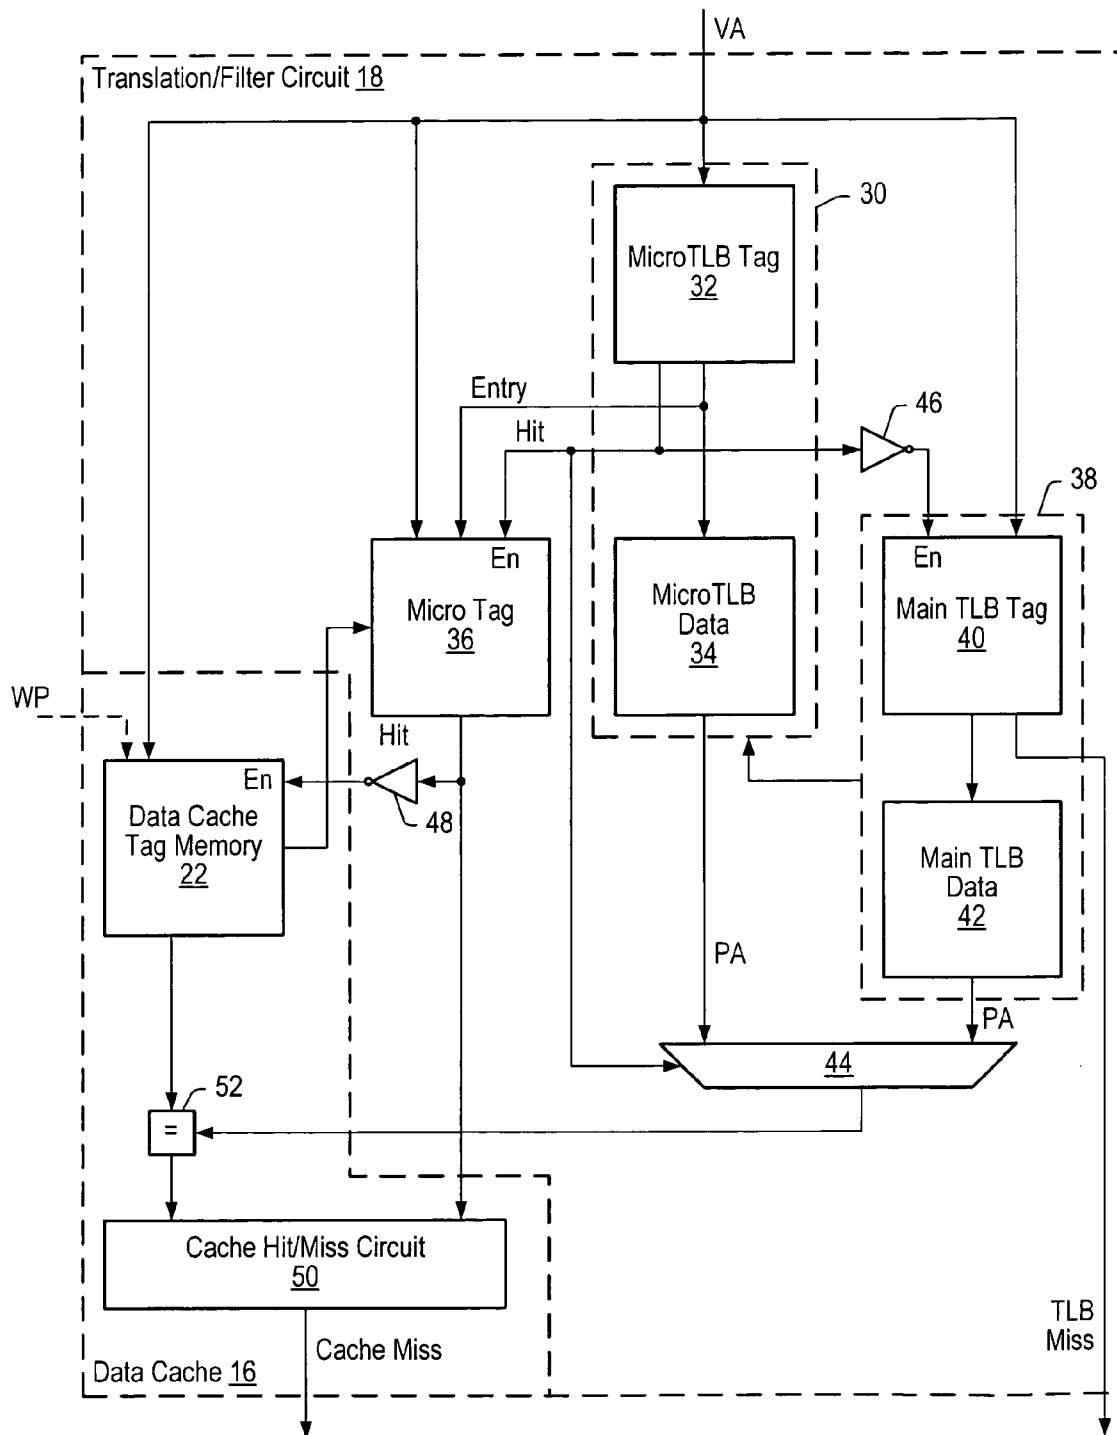 VA
Translation/Filter Circuit 18
30
MicroTLB Tag
32
Entry
Hit
46
38
En
Micro Tag
36
MicroTLB
Data
34
En
Main TLB Tag
40
WP
Hit
En
48
Data Cache
Tag Memory
22
Main TLB
Data
42
PA
PA
44
52
=
Cache Hit/Miss Circuit
50
TLB
Miss
Cache Miss
Data Cache 16